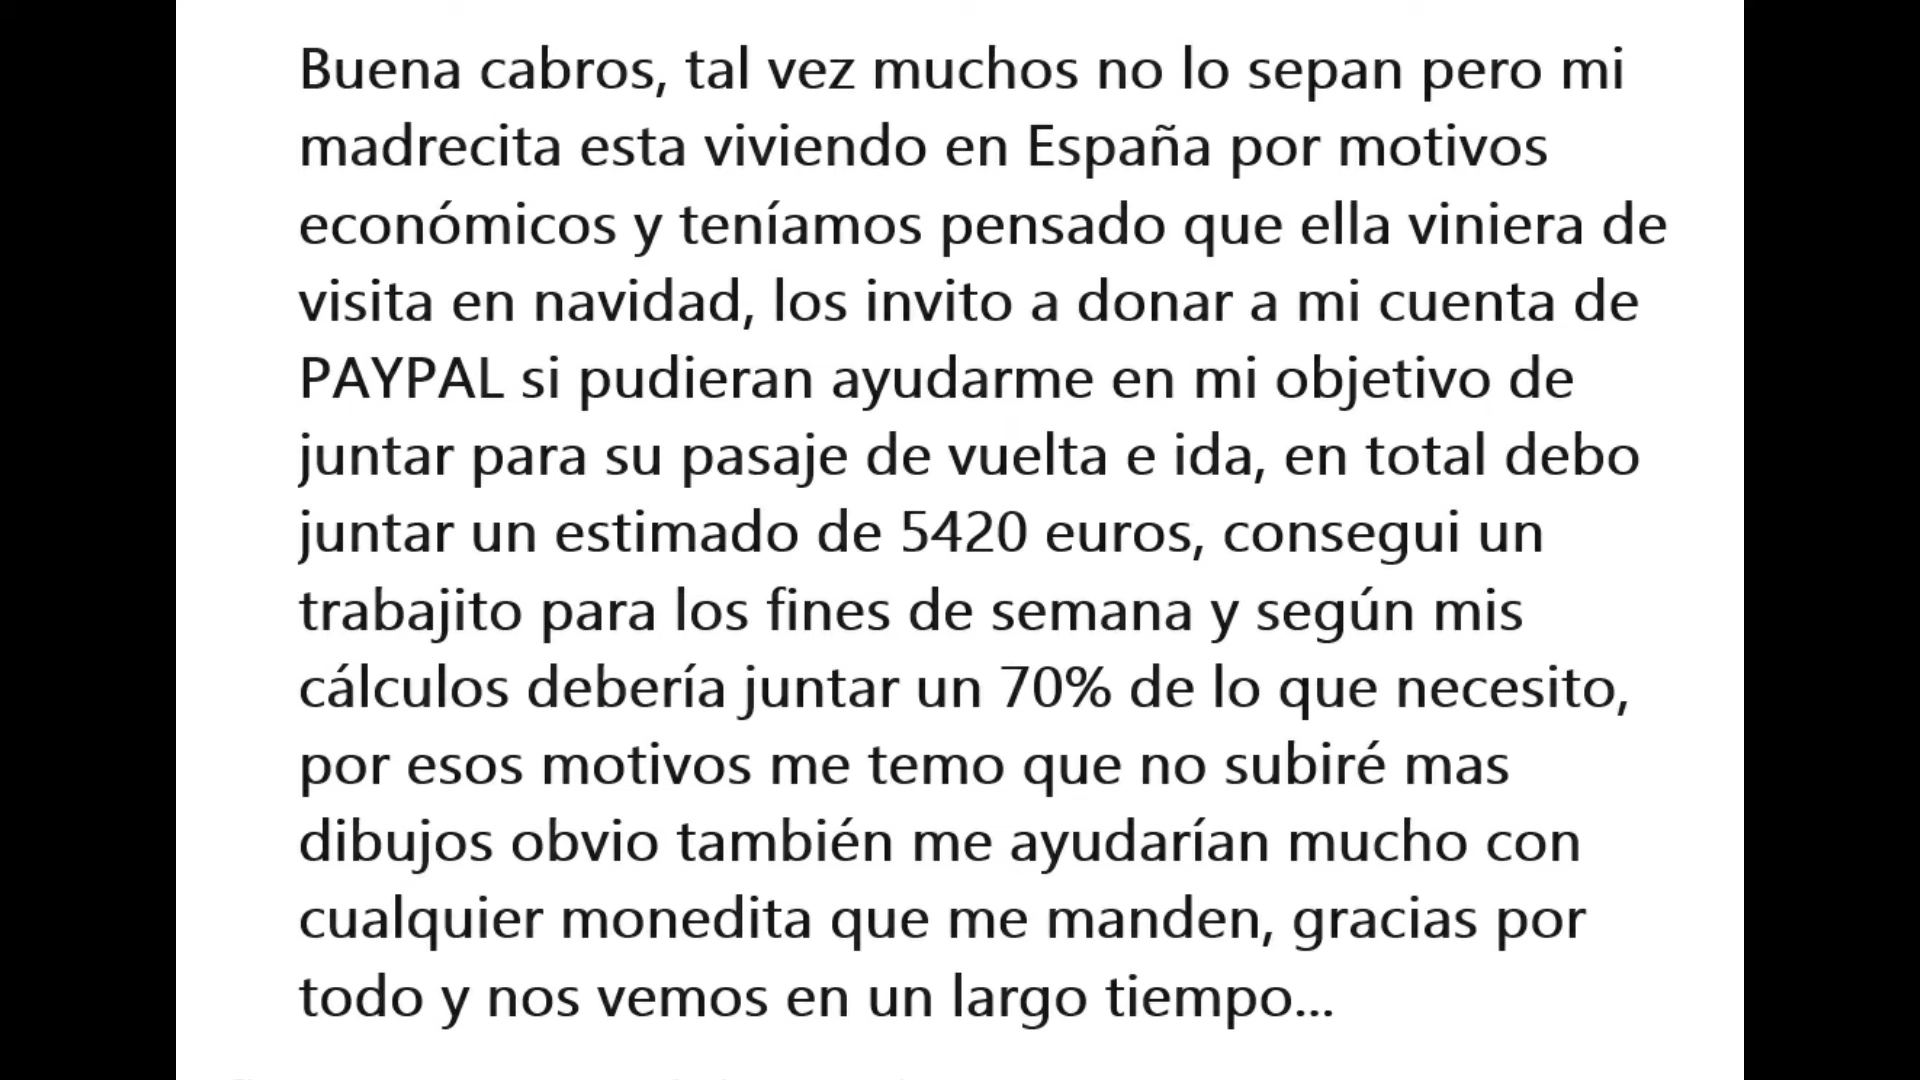 Buena cabros, tal vez muchos no lo sepan pero mi
madrecita esta viviendo en España por motivos
económicos y teníamos pensado que ella viniera de
visita en navidad, los invito a donar a mi cuenta de
PAYPAL si pudieran ayudarme en mi objetivo de
juntar para su pasaje de vuelta e ida, en total debo
juntar un estimado de 5420 euros, consegui un
trabajito para los fines de semana y según mis
cálculos debería juntar un 70% de lo que necesito,
por esos motivos me temo que no subiré mas
dibujos obvio también me ayudarían mucho con
cualquier monedita que me manden, gracias por
todo y nos vemos en un largo tiempo...